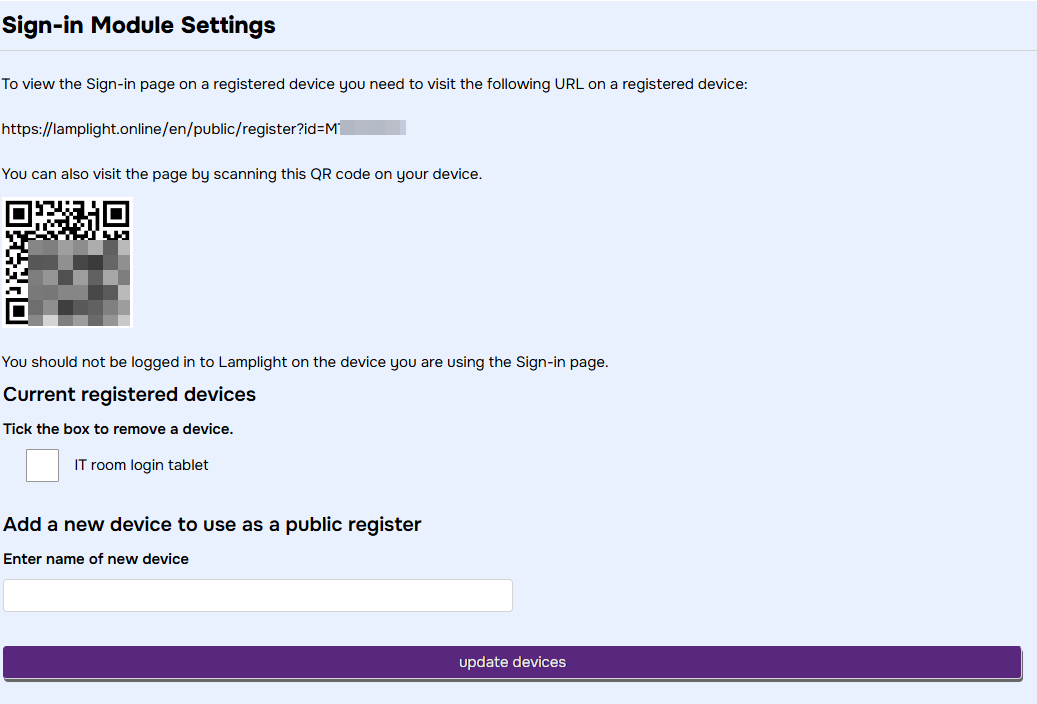 Sign-in Module Settings
To view the Sign-in page on a registered device you need to visit the following URL on a registered device:
https://lamplight.online/en/public/register?id=M
You can also visit the page by scanning this QR code on your device.
You should not be logged in to Lamplight on the device you are using the Sign-in page.
Current registered devices
Tick the box to remove a device.
IT room login tablet
Add a new device to use as a public register
Enter name of new device
update devices